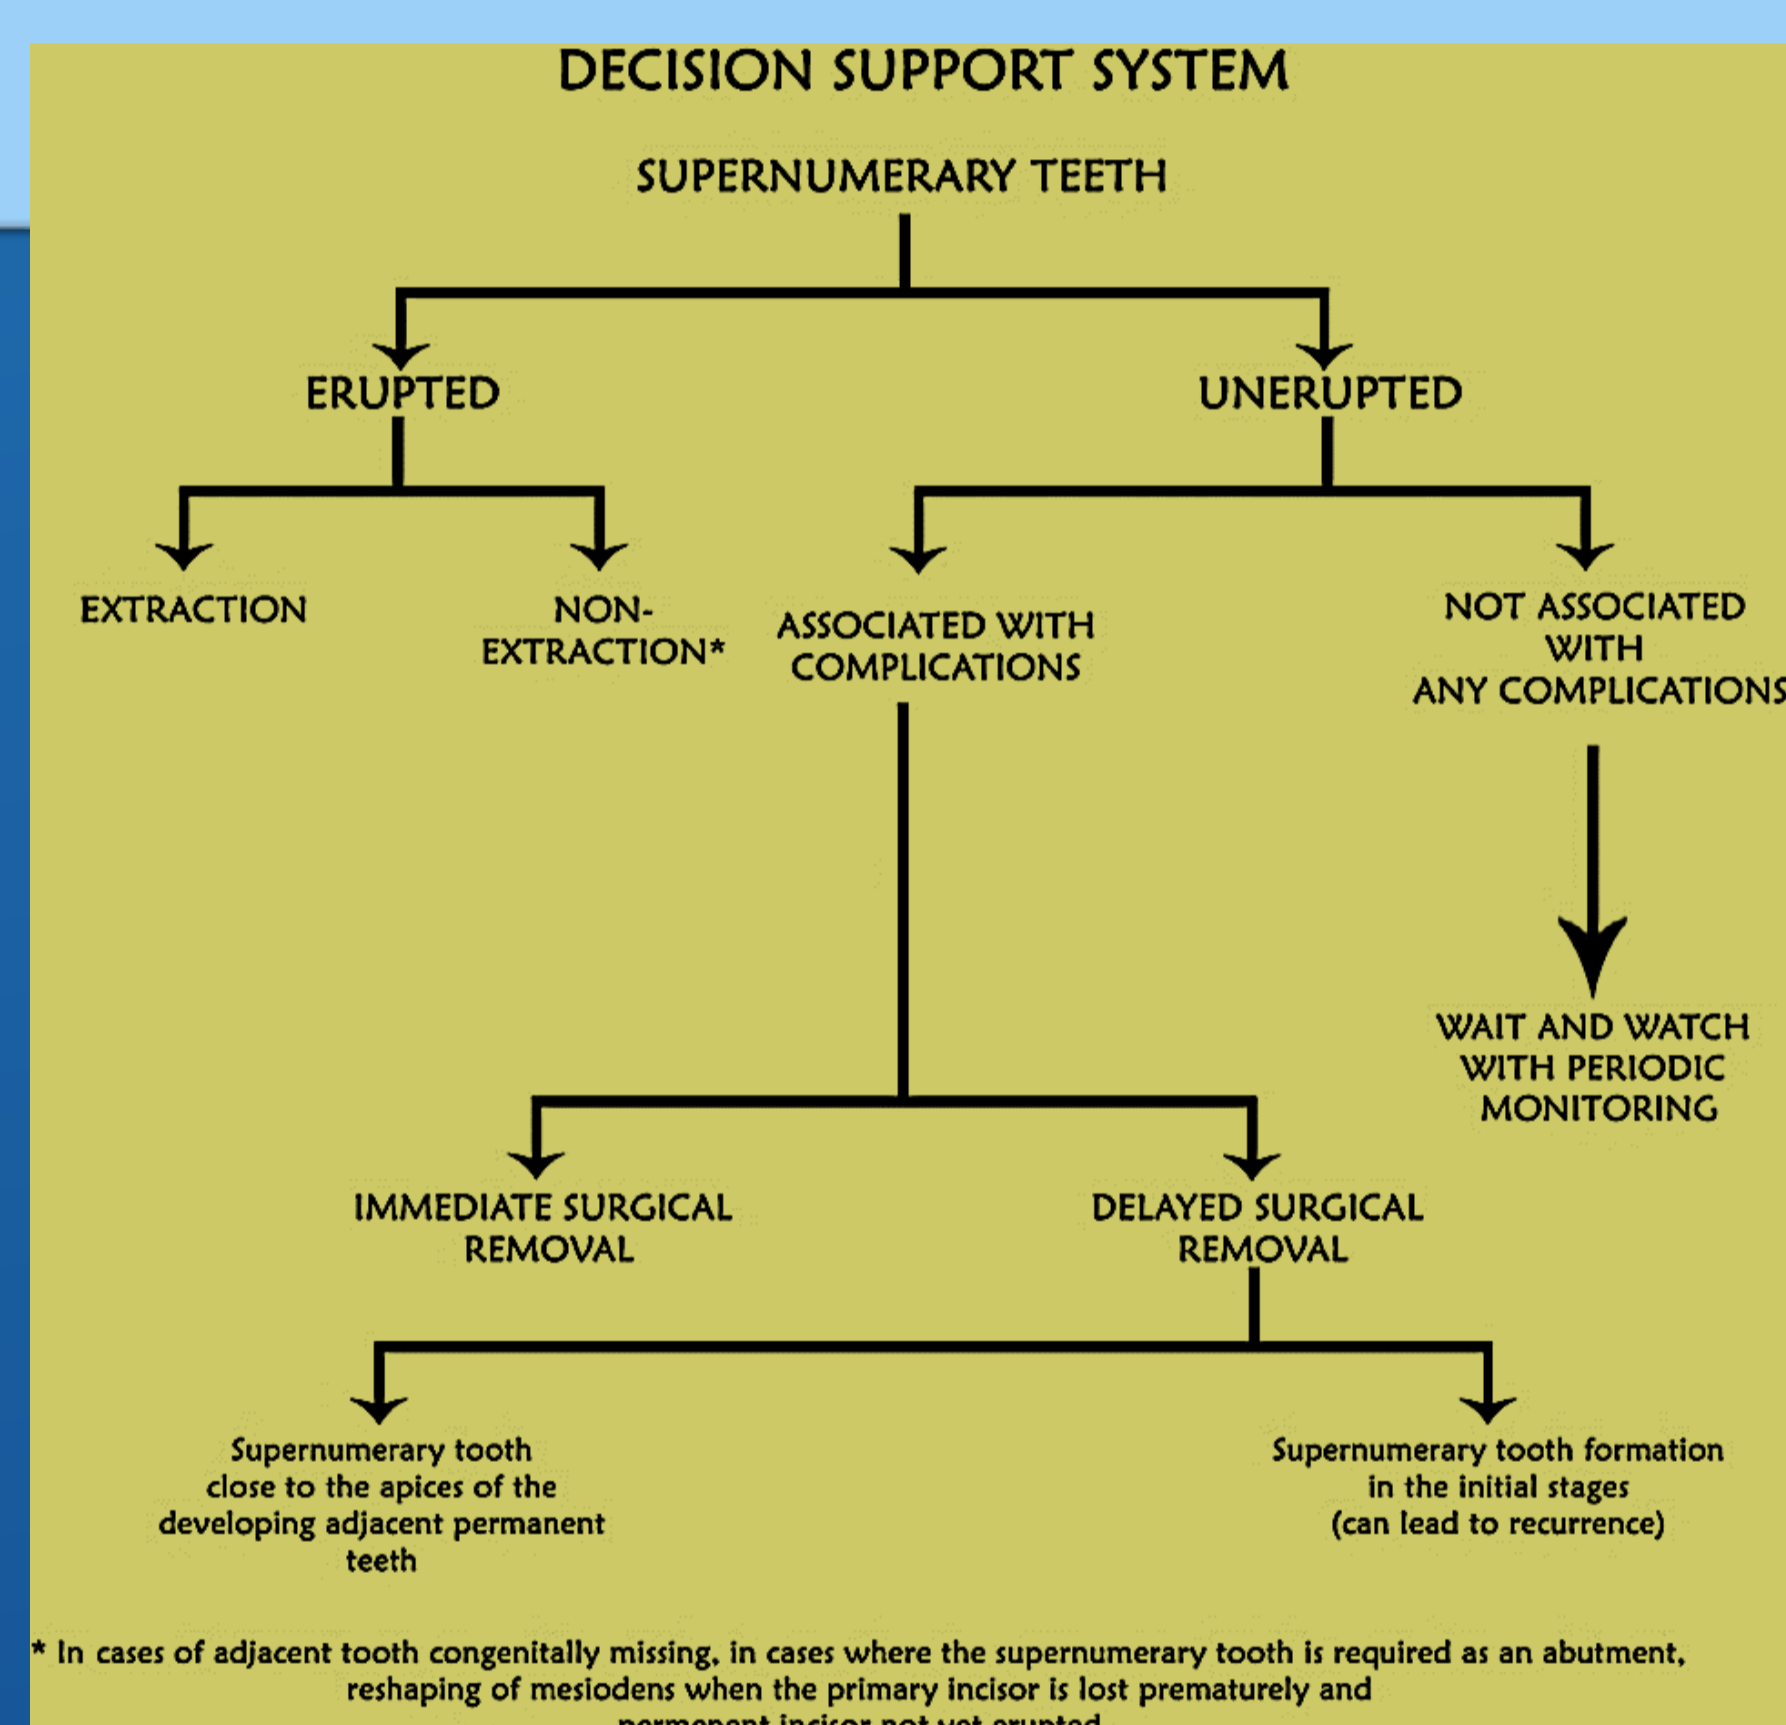 DECISION SUPPORT SYSTEM
SUPERNUMERARY TEETH
ERUPTED
UNERUPTED
EXTRACTION
NON-
EXTRACTION*
ASSOCIATED WITH
COMPLICATIONS
NOT ASSOCIATED
WITH
ANY COMPLICATIONS
WAIT AND WATCH
WITH PERIODIC
MONITORING
IMMEDIATE SURGICAL
REMOVAL
DELAYED SURGICAL
REMOVAL
Supernumerary tooth
close to the apices of the
developing adjacent permanent
teeth
Supernumerary tooth formation
in the initial stages
(can lead to recurrence)
* In cases of adjacent tooth congenitally missing, in cases where the supernumerary tooth is required as an abutment,
reshaping of mesiodens when the primary incisor is lost prematurely and
incisor not yet erupted